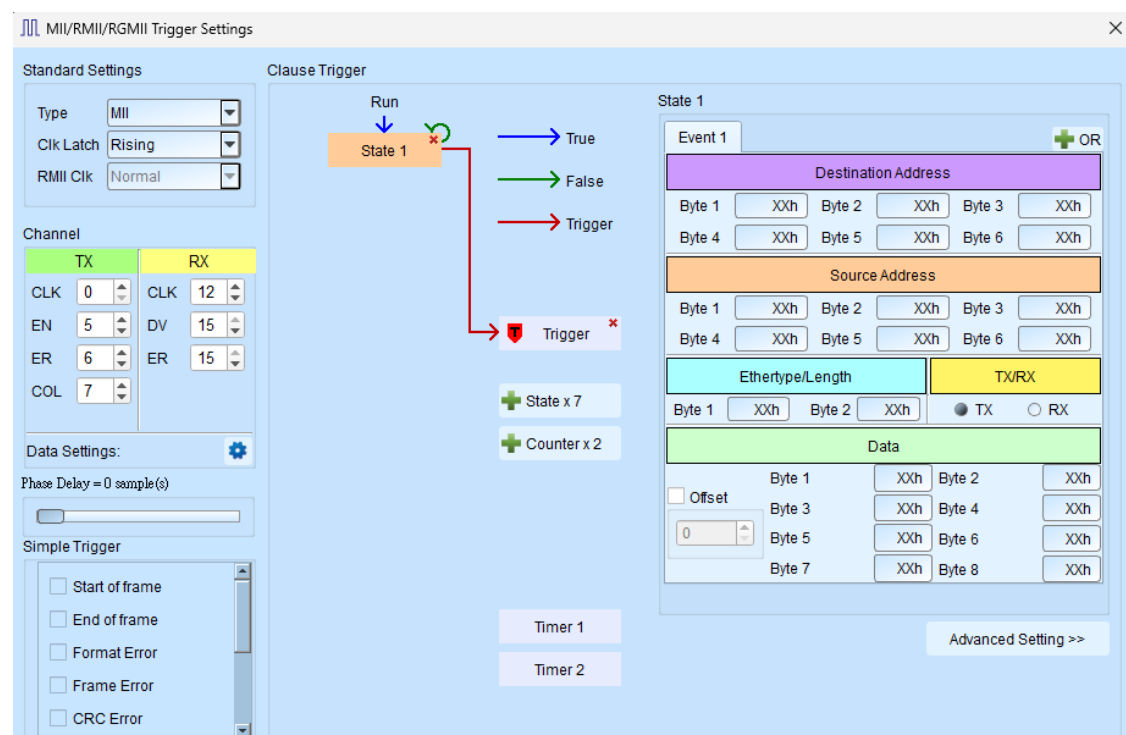 MII/RMII/RGMII Trigger Settings
Standard Settings
Type MII
Clk Latch Rising
RMII Clk Normal
Channel
TX RX
CLK 0 CLK 12
EN 5 DV 15
ER 6 ER 15
COL 7
Data Settings:
Phase Delay = 0 sample(s)
Simple Trigger
Start of frame
End of frame
Format Error
Frame Error
CRC Error
Clause Trigger
Run
State 1
True
False
Trigger
T Trigger
State x 7
Counter x 2
Timer 1
Timer 2
State 1
Event 1 OR
Destination Address
Byte 1 XXh Byte 2 XXh Byte 3 XXh
Byte 4 XXh Byte 5 XXh Byte 6 XXh
Source Address
Byte 1 XXh Byte 2 XXh Byte 3 XXh
Byte 4 XXh Byte 5 XXh Byte 6 XXh
Ethertype/Length TX/RX
Byte 1 XXh Byte 2 XXh TX RX
Data
Byte 1 XXh Byte 2 XXh
Offset
Byte 3 XXh Byte 4 XXh
0 Byte 5 XXh Byte 6 XXh
Byte 7 XXh Byte 8 XXh
Advanced Setting >>